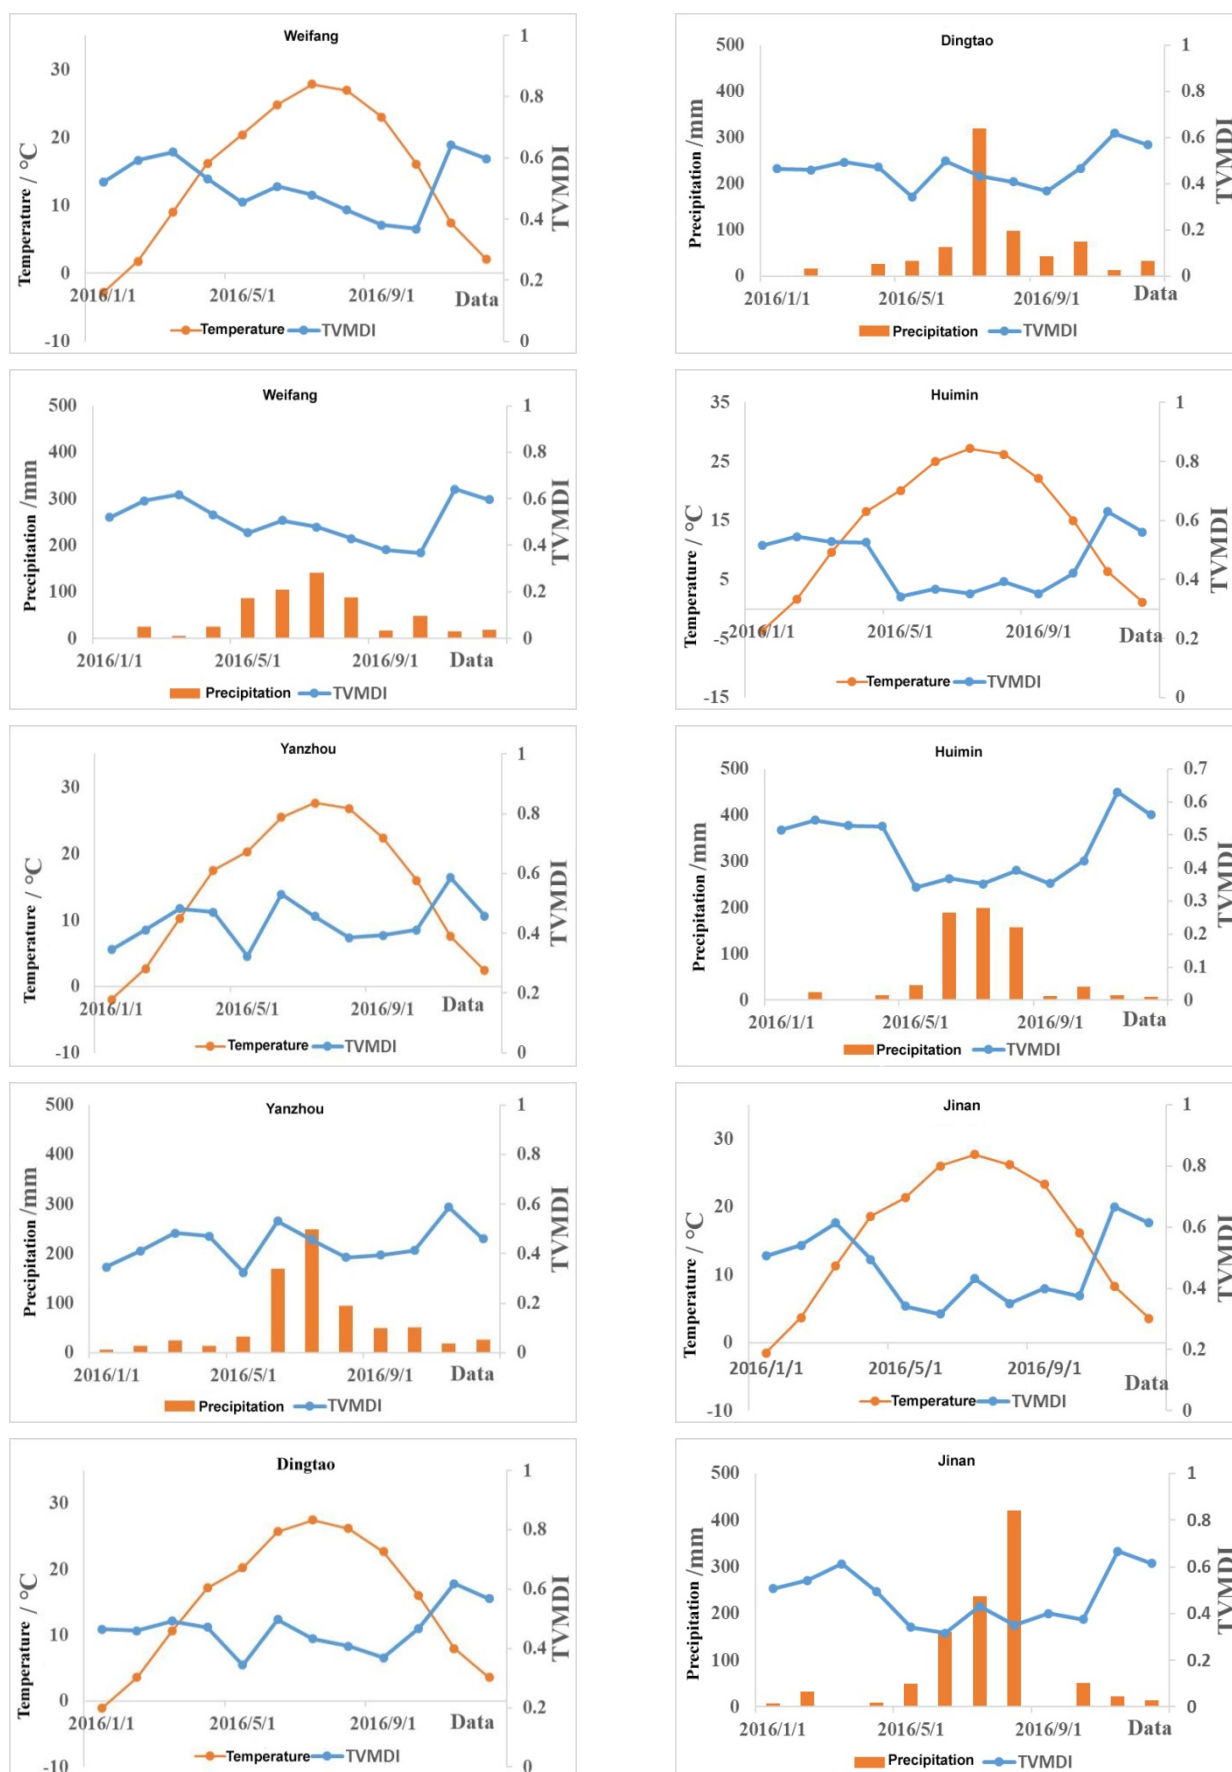 Weifang
1
30
0.8
20
0.6
10
0.4
0
0.2
-10
0
Temperature / °C
TVMDI
2016/1/1 2016/5/1 2016/9/1 Data
Temperature TVMDI
Dingtao
500 1
400 0.8
300 0.6
200 0.4
100 0.2
0 0
Precipitation /mm
TVMDI
2016/1/1 2016/5/1 2016/9/1 Data
Precipitation TVMDI
Weifang
500 1
400 0.8
300 0.6
200 0.4
100 0.2
0 0
Precipitation /mm
TVMDI
2016/1/1 2016/5/1 2016/9/1 Data
Precipitation TVMDI
Huimin
35 1
25 0.8
15 0.6
5 0.4
-5 0.2
-15 0
Temperature / °C
TVMDI
2016/1/1 2016/5/1 2016/9/1 Data
Temperature TVMDI
Yanzhou
1
30
0.8
20
0.6
10
0.4
0
0.2
-10 0
Temperature / °C
TVMDI
2016/1/1 2016/5/1 2016/9/1 Data
Temperature TVMDI
Huimin
500 0.7
400 0.6
300 0.5
200 0.4
100 0.3
0 0.2
0.1
0
Precipitation /mm
TVMDI
2016/1/1 2016/5/1 2016/9/1 Data
Precipitation TVMDI
Yanzhou
500 1
400 0.8
300 0.6
200 0.4
100 0.2
0 0
Precipitation /mm
TVMDI
2016/1/1 2016/5/1 2016/9/1 Data
Precipitation TVMDI
Jinan
1
30
0.8
20
0.6
10
0.4
0
0.2
-10 0
Temperature / °C
TVMDI
2016/1/1 2016/5/1 2016/9/1 Data
Temperature TVMDI
Dingtao
1
30
0.8
20
0.6
10
0.4
0
0.2
-10 0
Temperature / °C
TVMDI
2016/1/1 2016/5/1 2016/9/1 Data
Temperature TVMDI
Jinan
500 1
400 0.8
300 0.6
200 0.4
100 0.2
0 0
Precipitation /mm
TVMDI
2016/1/1 2016/5/1 2016/9/1 Data
Precipitation TVMDI